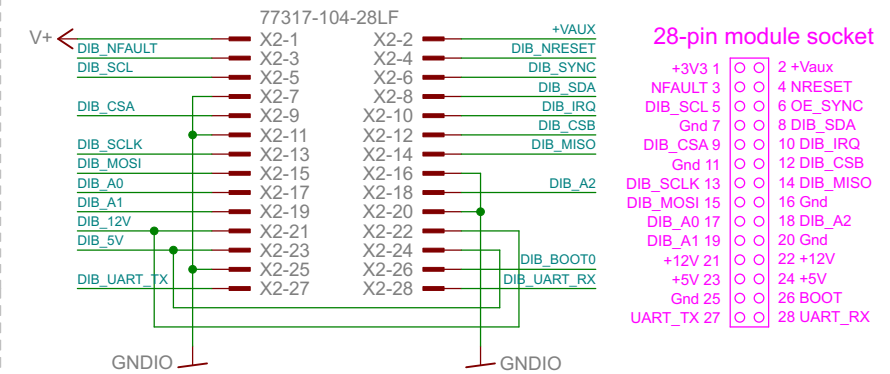 77317-104-28LF
V+ X2-1 X2-2 +VAUX
DIB_NFAULT X2-3 X2-4 DIB_NRESET
DIB_SCL X2-5 X2-6 DIB_SYNC
X2-7 X2-8 DIB_SDA
DIB_CSA X2-9 X2-10 DIB_IRQ
X2-11 X2-12 DIB_CSB
DIB_SCLK X2-13 X2-14 DIB_MISO
DIB_MOSI X2-15 X2-16
DIB_A0 X2-17 X2-18 DIB_A2
DIB_A1 X2-19 X2-20
DIB_12V X2-21 X2-22
DIB_5V X2-23 X2-24
X2-25 X2-26 DIB_BOOT0
DIB_UART_TX X2-27 X2-28 DIB_UART_RX
GNDIO GNDIO
28-pin module socket
+3V3 1 2 +Vaux
NFAULT 3 4 NRESET
DIB_SCL 5 6 OE_SYNC
Gnd 7 8 DIB_SDA
DIB_CSA 9 10 DIB_IRQ
Gnd 11 12 DIB_CSB
DIB_SCLK 13 14 DIB_MISO
DIB_MOSI 15 16 Gnd
DIB_A0 17 18 DIB_A2
DIB_A1 19 20 Gnd
+12V 21 22 +12V
+5V 23 24 +5V
Gnd 25 26 BOOT
UART_TX 27 28 UART_RX